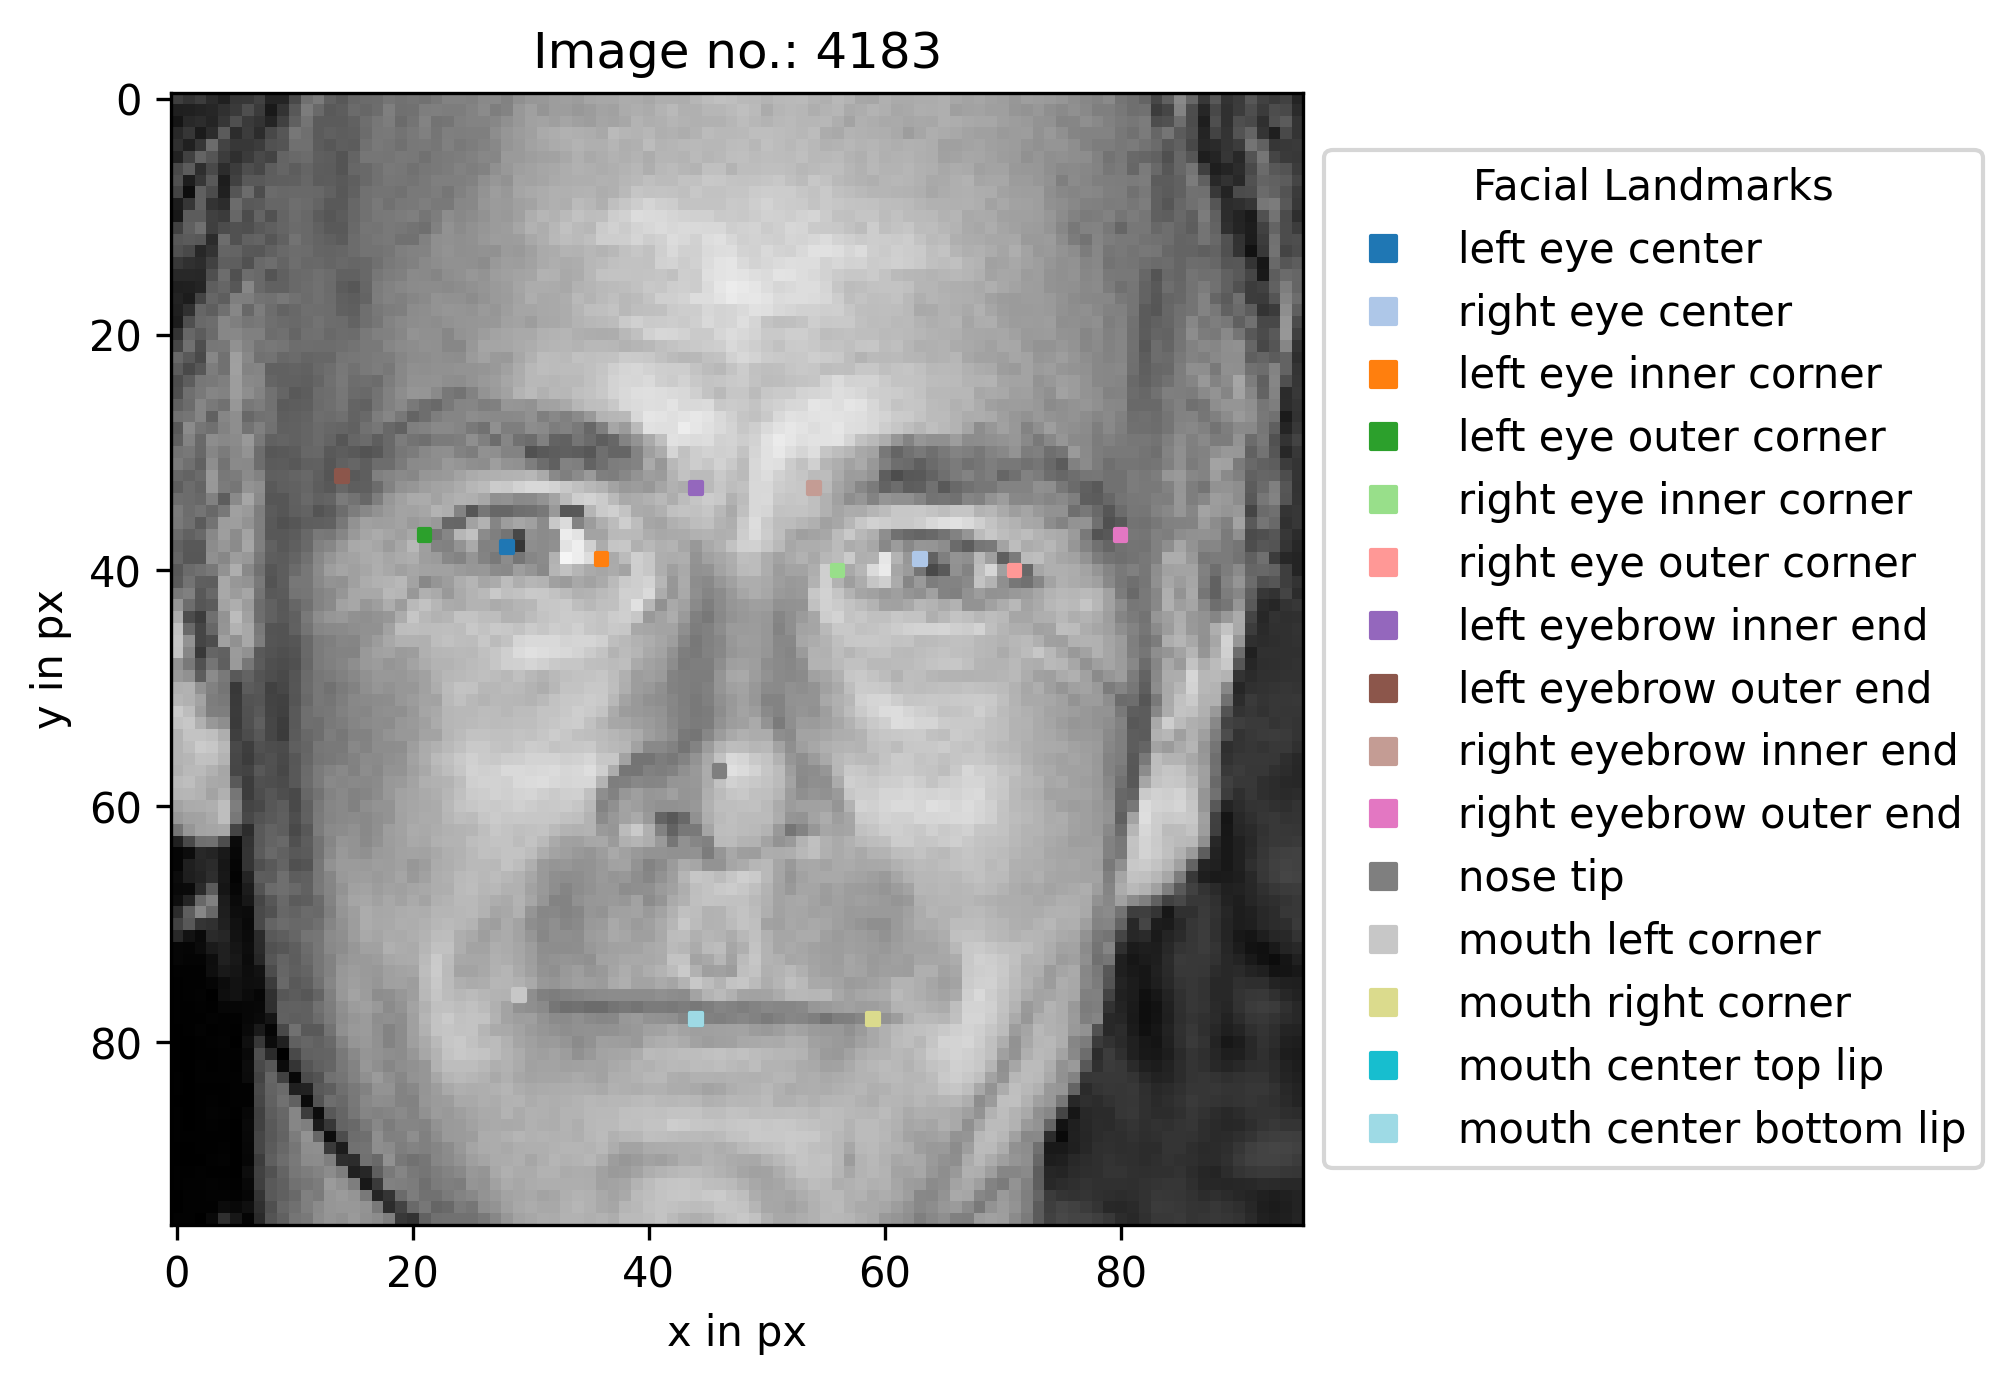 Image no.: 4183
0
20
40
60
80
y in px
0 20 40 60 80
x in px
Facial Landmarks
left eye center
right eye center
left eye inner corner
left eye outer corner
right eye inner corner
right eye outer corner
left eyebrow inner end
left eyebrow outer end
right eyebrow inner end
right eyebrow outer end
nose tip
mouth left corner
mouth right corner
mouth center top lip
mouth center bottom lip